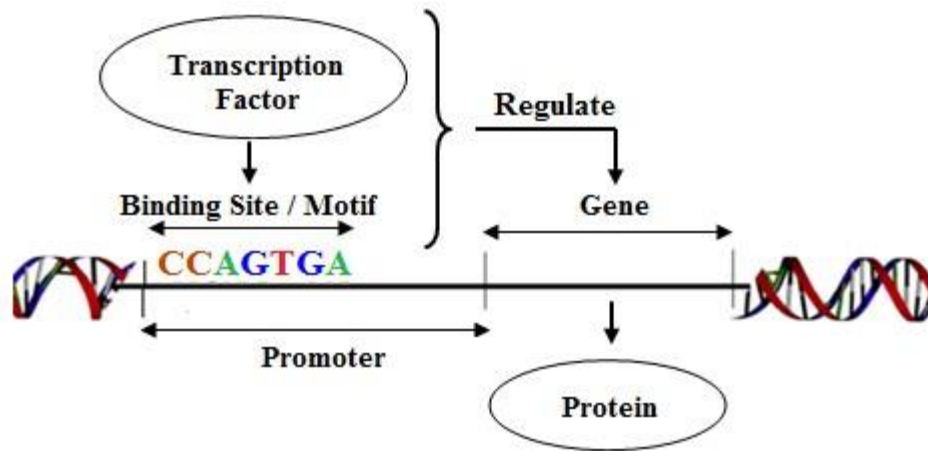 Transcription
Factor
Regulate
Binding Site / Motif
Gene
CCAGTGA
Promoter
Protein